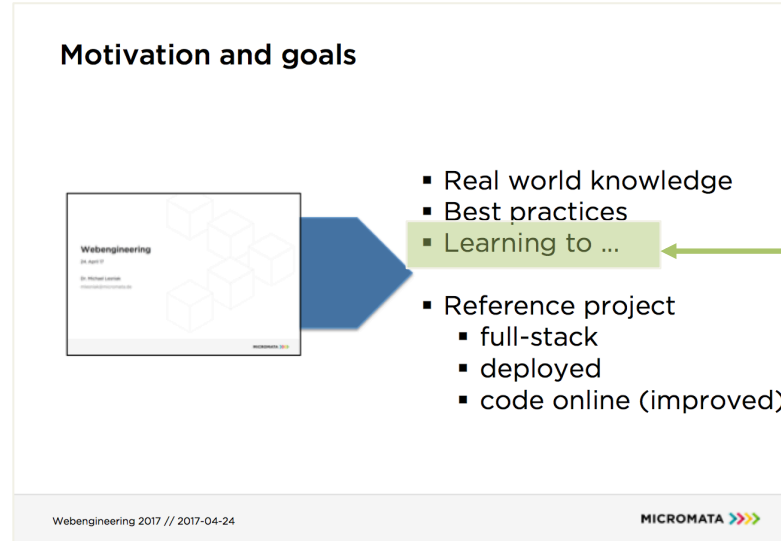 Motivation and goals
Webengineering
24. April 17
Dr. Michael Lesniak
MICROMATA
▪ Real world knowledge
▪ Best practices
▪ Learning to ...
▪ Reference project
▪ full-stack
▪ deployed
▪ code online (improved)
Webengineering 2017 // 2017-04-24
MICROMATA